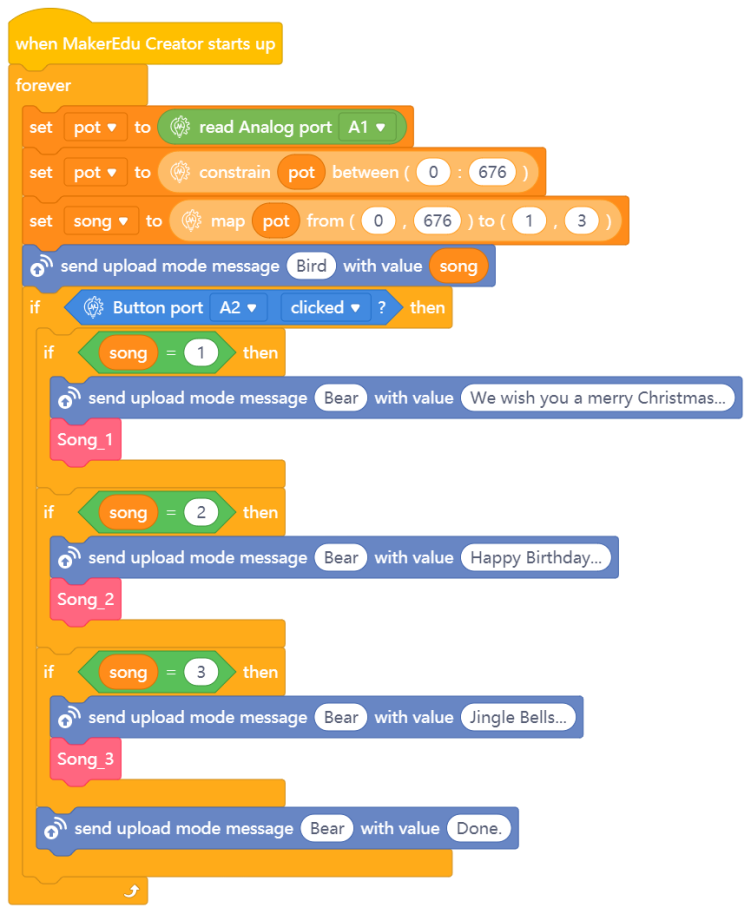 when MakerEdu Creator starts up
forever
set pot ▾ to read Analog port A1 ▾
set pot ▾ to constrain pot between ( 0 : 676 )
set song ▾ to map pot from ( 0 , 676 ) to ( 1 , 3 )
send upload mode message Bird with value song
if Button port A2 ▾ clicked ▾ ? then
if song = 1 then
send upload mode message Bear with value We wish you a merry Christmas...
Song_1
if song = 2 then
send upload mode message Bear with value Happy Birthday...
Song_2
if song = 3 then
send upload mode message Bear with value Jingle Bells...
Song_3
send upload mode message Bear with value Done.